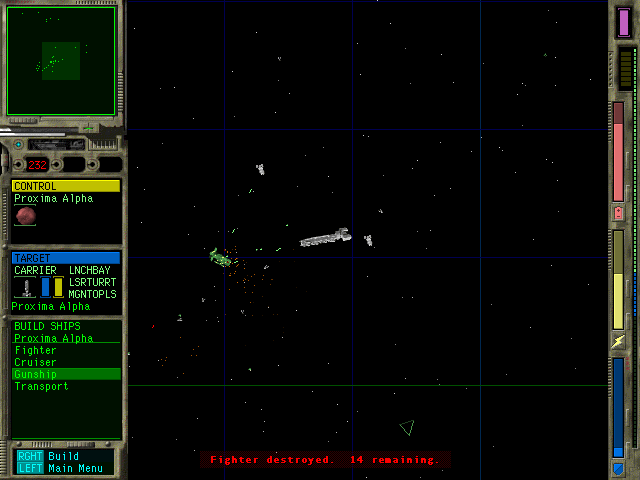 232
CONTROL
Proxima Alpha
TARGET
CARRIER LNCHBAY
LSRTURRT
MGNTOPLS
Proxima Alpha
BUILD SHIPS
Proxima Alpha
Fighter
Cruiser
Gunship
Transport
RGHT Build
LEFT Main Menu
Fighter destroyed. 14 remaining.